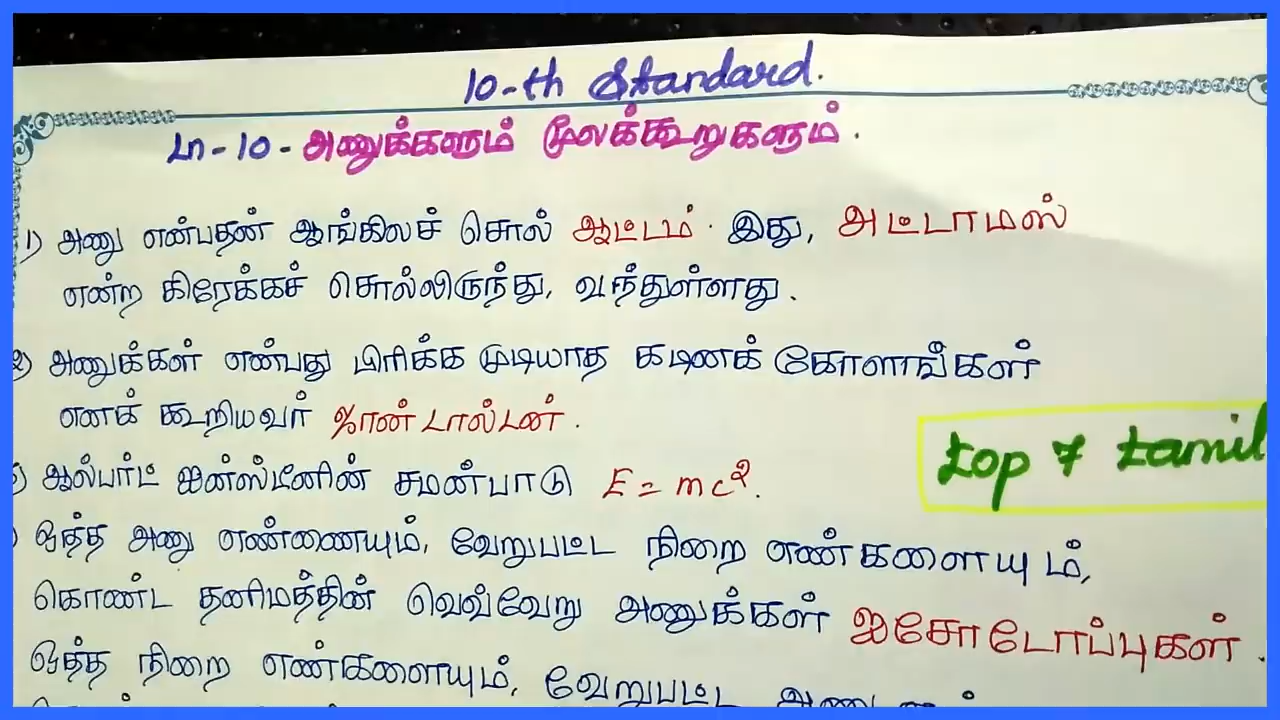 10-th Standard.
பா-10- அணுக்களும் மூலக்கூறுகளும்.
1) அணு என்பதன் ஆங்கிலச் சொல் ஆட்டம். இது, அட்டாமஸ்
என்ற கிரேக்கச் சொல்லிருந்து, வந்துள்ளது.
2) அணுக்கள் என்பது பிரிக்க முடியாத கடினக் கோளாங்கள்
எனக் கூறியவர் ஜான் டால்டன்.
Top 7 Tamil
3) ஆல்பர்ட் ஐன்ஸ்டீனின் சமன்பாடு E = mc².
) ஒத்த அணு எண்ணையும், வேறுபட்ட நிறை எண்களையும்,
கொண்ட தனிமத்தின் வெவ்வேறு அணுக்கள் ஐசோடோப்புகள்.
ஒத்த நிறை எண்களையும், வேறுபட்ட அணு